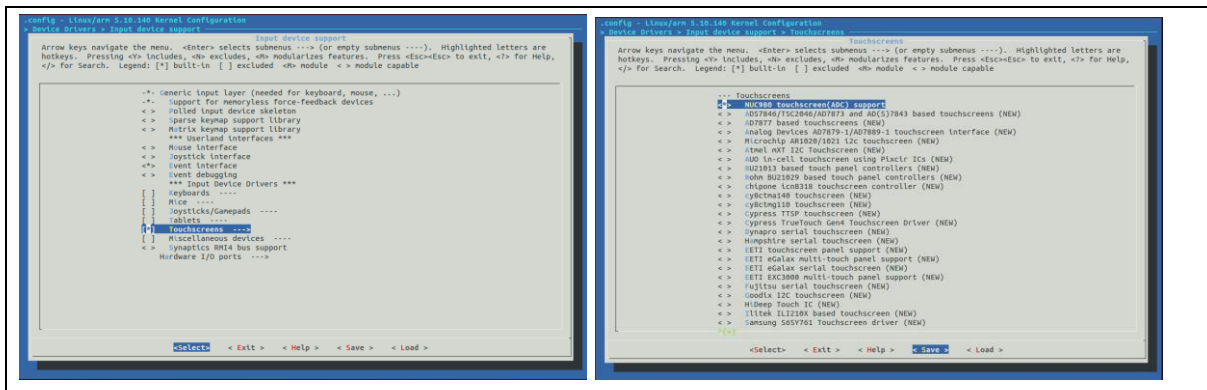 .config - Linux/arm 5.10.140 Kernel Configuration
> Device Drivers > Input device support
Input device support
Arrow keys navigate the menu. <Enter> selects submenus ---> (or empty submenus ----). Highlighted letters are
hotkeys. Pressing <Y> includes, <N> excludes, <M> modularizes features. Press <Esc><Esc> to exit, <?> for Help,
</> for Search. Legend: [*] built-in [ ] excluded <M> module < > module capable
-*- Generic input layer (needed for keyboard, mouse, ...)
-*- Support for memoryless force-feedback devices
< > Polled input device skeleton
< > Sparse keymap support library
< > Matrix keymap support library
*** Userland interfaces ***
< > Mouse interface
< > Joystick interface
<*> Event interface
< > Event debugging
*** Input Device Drivers ***
[ ] Keyboards ----
[ ] Mice ----
[ ] Joysticks/Gamepads ----
[ ] Tablets ----
[*] Touchscreens --->
[ ] Miscellaneous devices ----
< > Synaptics RMI4 bus support
Hardware I/O ports --->
<Select> < Exit > < Help > < Save > < Load >
.config - Linux/arm 5.10.140 Kernel Configuration
> Device Drivers > Input device support > Touchscreens
Touchscreens
Arrow keys navigate the menu. <Enter> selects submenus ---> (or empty submenus ----). Highlighted letters are
hotkeys. Pressing <Y> includes, <N> excludes, <M> modularizes features. Press <Esc><Esc> to exit, <?> for Help,
</> for Search. Legend: [*] built-in [ ] excluded <M> module < > module capable
--- Touchscreens
<*> NUC980 touchscreen(ADC) support
< > ADS7846/TSC2046/AD7873 and AD(S)7843 based touchscreens (NEW)
< > AD7877 based touchscreens (NEW)
< > Analog Devices AD7879-1/AD7889-1 touchscreen interface (NEW)
< > Microchip AR1020/1021 i2c touchscreen (NEW)
< > Atmel mXT I2C Touchscreen (NEW)
< > AUO in-cell touchscreen using Pixcir ICs (NEW)
< > BU21013 based touch panel controllers (NEW)
< > Rohm BU21029 based touch panel controllers (NEW)
< > chipone icn8318 touchscreen controller (NEW)
< > cy8ctma140 touchscreen (NEW)
< > cy8ctmg110 touchscreen (NEW)
< > Cypress TTSP touchscreen (NEW)
< > Cypress TrueTouch Gen4 Touchscreen Driver (NEW)
< > Dynapro serial touchscreen (NEW)
< > Hampshire serial touchscreen (NEW)
< > EETI touchscreen panel support (NEW)
< > EETI eGalax multi-touch panel support (NEW)
< > EETI eGalax serial touchscreen (NEW)
< > EETI EXC3000 multi-touch panel support (NEW)
< > Fujitsu serial touchscreen (NEW)
< > Goodix I2C touchscreen (NEW)
< > HiDeep Touch IC (NEW)
< > Ilitek ILI210X based touchscreen (NEW)
< > Samsung S6SY761 Touchscreen driver (NEW)
<Select> < Exit > < Help > < Save > < Load >